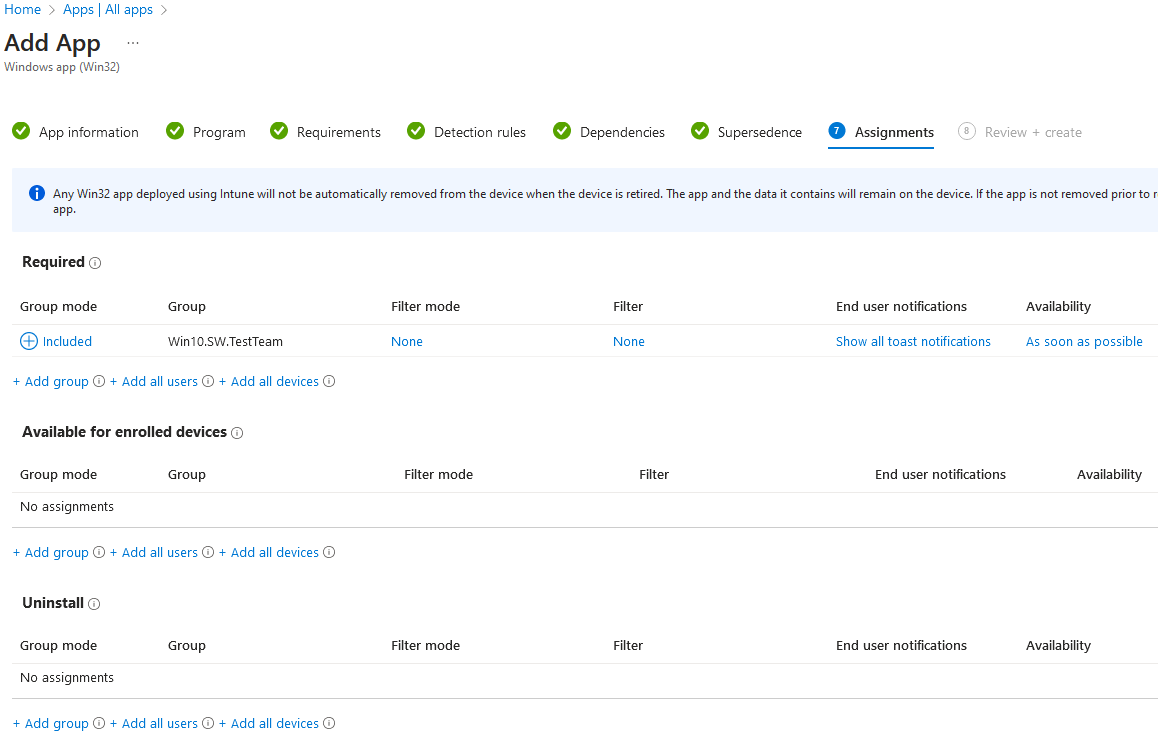 Home > Apps | All apps >
Add App ...
Windows app (Win32)
App information Program Requirements Detection rules Dependencies Supersedence 7 Assignments 8 Review + create
Any Win32 app deployed using Intune will not be automatically removed from the device when the device is retired. The app and the data it contains will remain on the device. If the app is not removed prior to r
app.
Required
Group mode Group Filter mode Filter End user notifications Availability
Included Win10.SW.TestTeam None None Show all toast notifications As soon as possible
+ Add group + Add all users + Add all devices
Available for enrolled devices
Group mode Group Filter mode Filter End user notifications Availability
No assignments
+ Add group + Add all users + Add all devices
Uninstall
Group mode Group Filter mode Filter End user notifications Availability
No assignments
+ Add group + Add all users + Add all devices